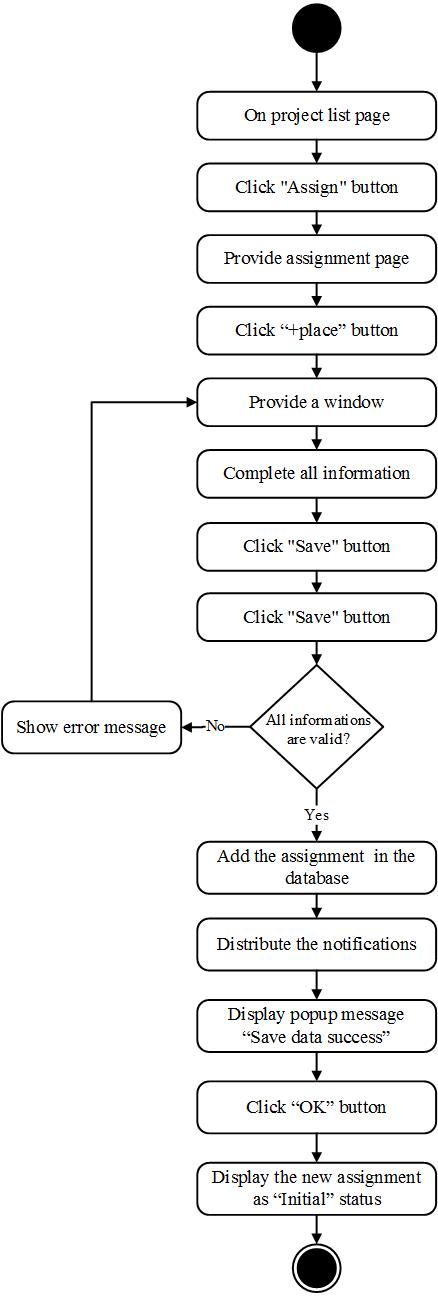 On project list page
Click "Assign" button
Provide assignment page
Click “+place” button
Provide a window
Complete all information
Click "Save" button
Click "Save" button
All informations
are valid?
No
Show error message
Yes
Add the assignment in the
database
Distribute the notifications
Display popup message
“Save data success”
Click “OK” button
Display the new assignment
as “Initial” status